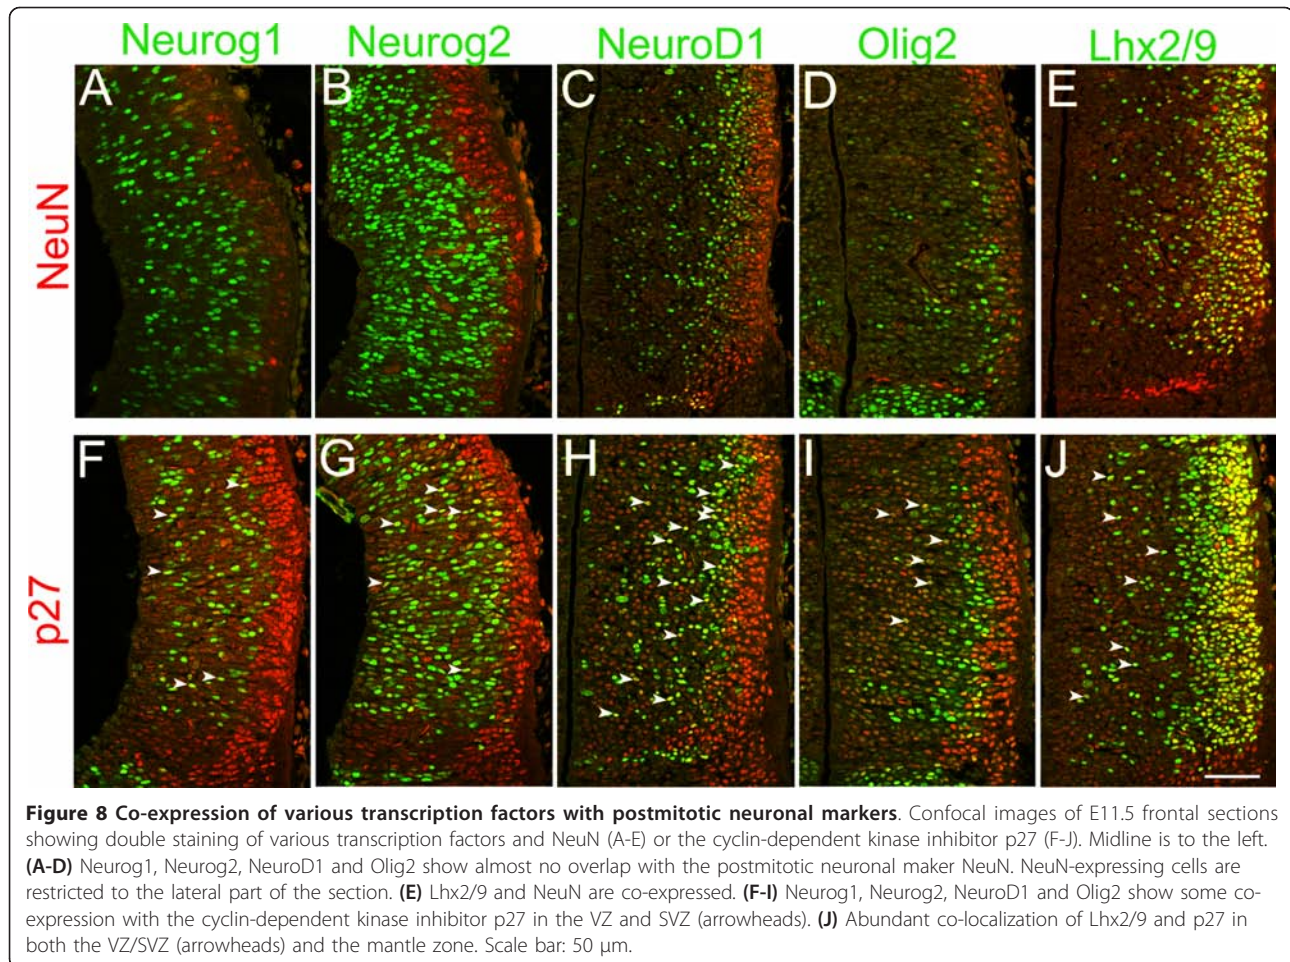 Neurog1 Neurog2 NeuroD1 Olig2 Lhx2/9
NeuN
A B C D E
p27
F G H I J
Figure 8 Co-expression of various transcription factors with postmitotic neuronal markers. Confocal images of E11.5 frontal sections
showing double staining of various transcription factors and NeuN (A-E) or the cyclin-dependent kinase inhibitor p27 (F-J). Midline is to the left.
(A-D) Neurog1, Neurog2, NeuroD1 and Olig2 show almost no overlap with the postmitotic neuronal maker NeuN. NeuN-expressing cells are
restricted to the lateral part of the section. (E) Lhx2/9 and NeuN are co-expressed. (F-I) Neurog1, Neurog2, NeuroD1 and Olig2 show some co-
expression with the cyclin-dependent kinase inhibitor p27 in the VZ and SVZ (arrowheads). (J) Abundant co-localization of Lhx2/9 and p27 in
both the VZ/SVZ (arrowheads) and the mantle zone. Scale bar: 50 μm.